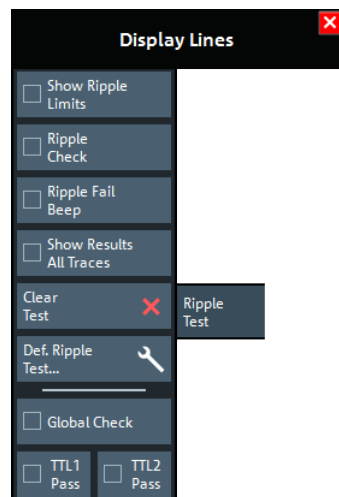 Display Lines
Show Ripple
Limits
Ripple
Check
Ripple Fail
Beep
Show Results
All Traces
Clear
Test
Ripple
Test
Def. Ripple
Test...
Global Check
TTL1
Pass
TTL2
Pass